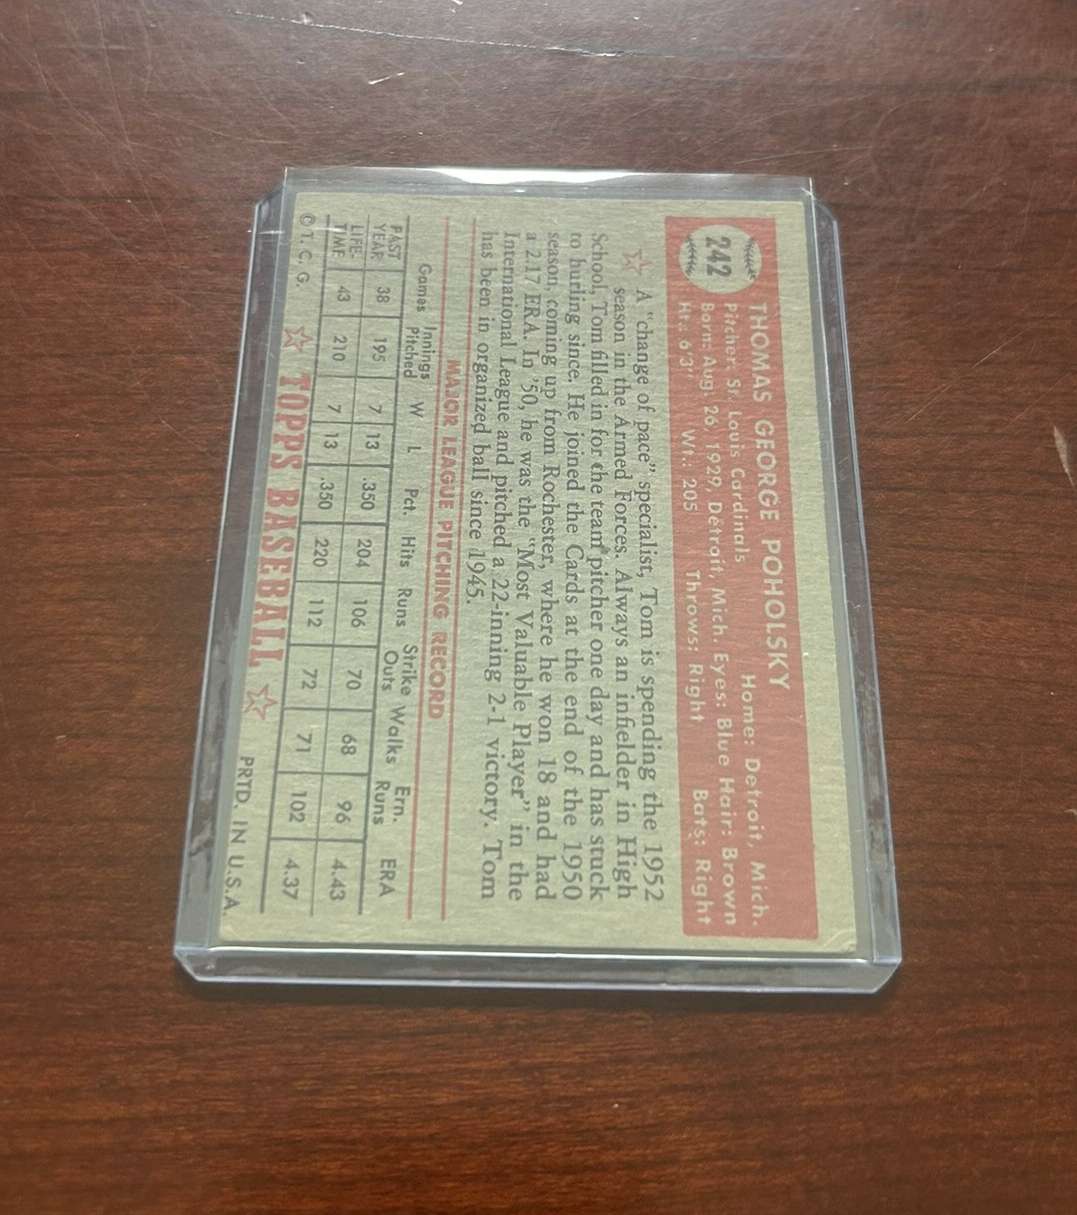 242
THOMAS GEORGE POHOLSKY
Pitcher: St. Louis Cardinals Home: Detroit, Mich.
Born: Aug. 26, 1929, Detroit, Mich. Eyes: Blue Hair: Brown
Ht.: 6'3" Wt.: 205 Throws: Right Bats: Right
A "change of pace" specialist, Tom is spending the 1952
season in the Armed Forces. Always an infielder in High
School, Tom filled in for the team pitcher one day and has stuck
to hurling since. He joined the Cards at the end of the 1950
season, coming up from Rochester, where he won 18 and had
a 2.17 ERA. In '50, he was the "Most Valuable Player" in the
International League and pitched a 22-inning 2-1 victory. Tom
has been in organized ball since 1945.
MAJOR LEAGUE PITCHING RECORD
Games Innings Pitched W L Pct. Hits Runs Strike Outs Walks Ern. Runs ERA
PAST YEAR 38 195 7 13 .350 204 106 70 68 96 4.43
LIFE- TIME 43 210 7 13 .350 220 112 72 71 102 4.37
© T. C. G. TOPPS BASEBALL PRTD. IN U.S.A.